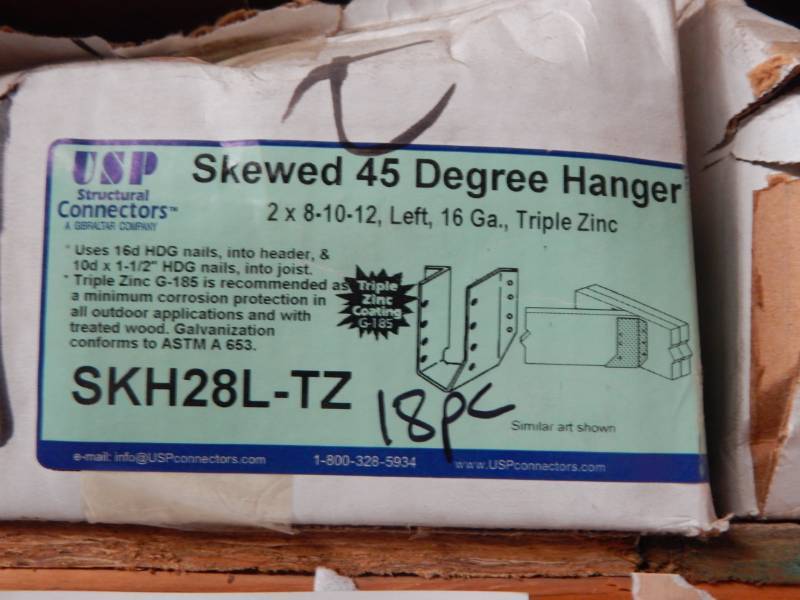 USP
Structural
Connectors™
A GIBRALTAR COMPANY
Skewed 45 Degree Hanger
2 x 8-10-12, Left, 16 Ga., Triple Zinc
* Uses 16d HDG nails, into header, &
10d x 1-1/2" HDG nails, into joist.
* Triple Zinc G-185 is recommended as
a minimum corrosion protection in
all outdoor applications and with
treated wood. Galvanization
conforms to ASTM A 653.
Triple
Zinc
Coating
G-185
SKH28L-TZ
18pc
Similar art shown
e-mail: info@USPconnectors.com
1-800-328-5934
www.USPconnectors.com